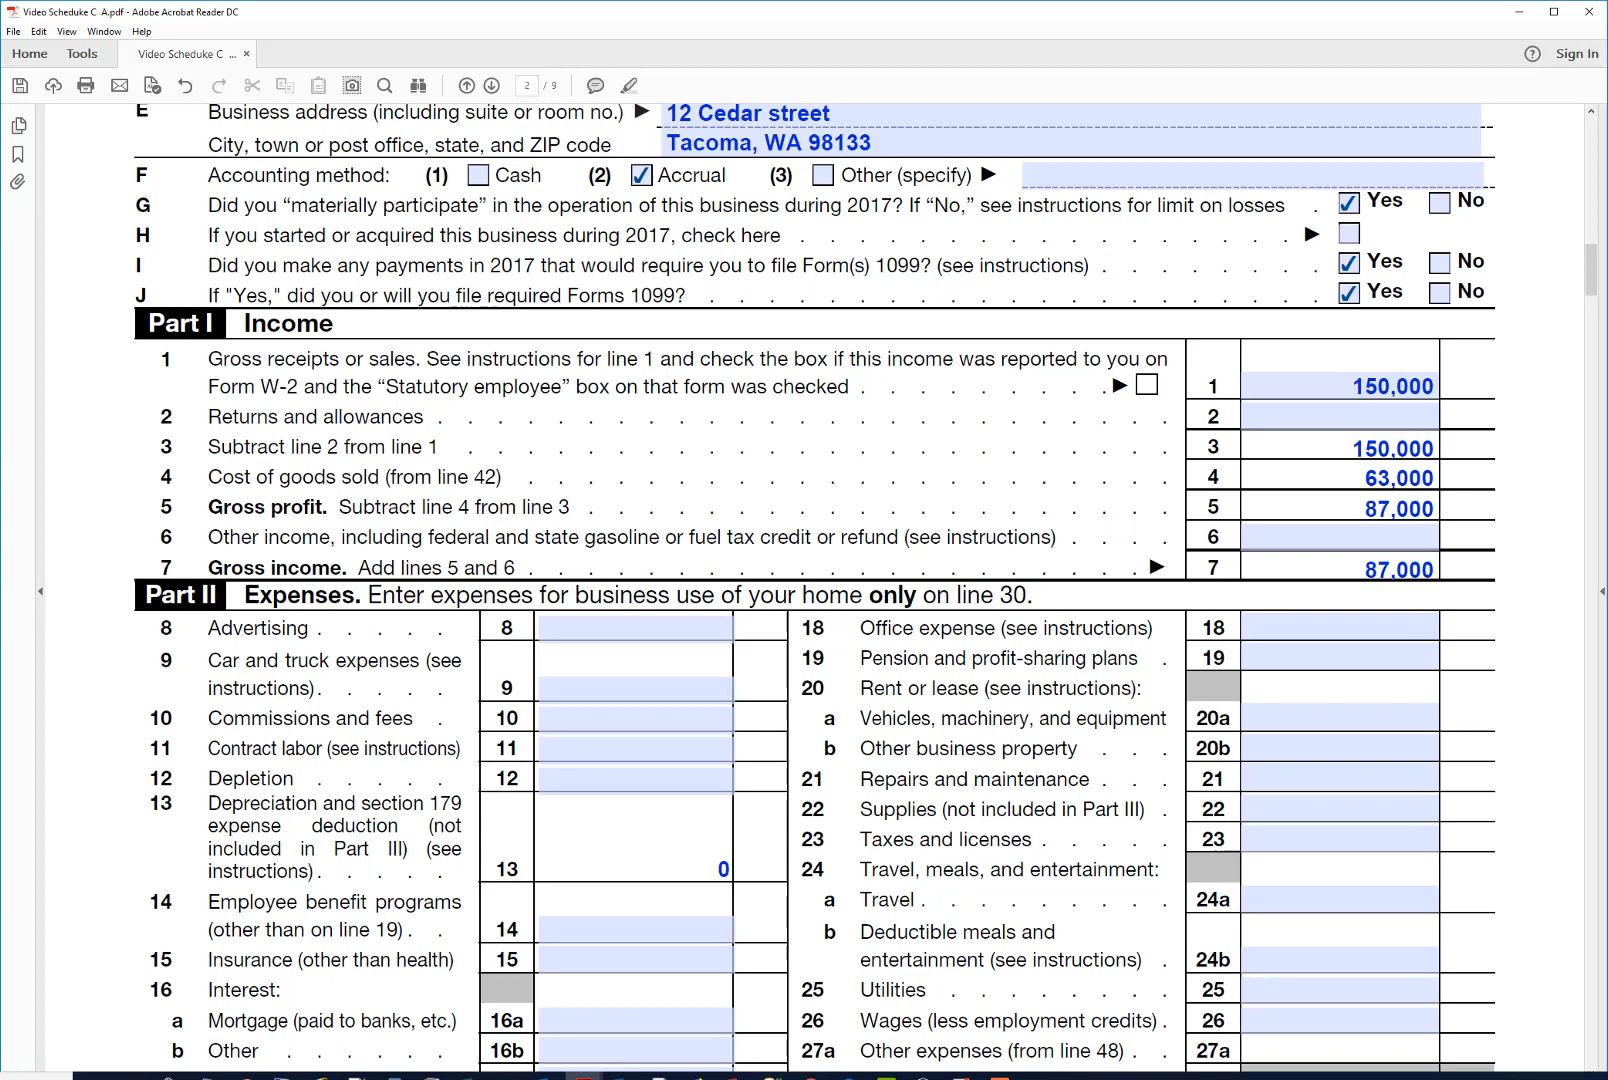 Video Scheduke C  A.pdf - Adobe Acrobat Reader DC
File Edit View Window Help
Home Tools Video Scheduke C ... × Sign In
2 / 9
E Business address (including suite or room no.) ▶ 12 Cedar street
City, town or post office, state, and ZIP code Tacoma, WA 98133
F Accounting method: (1) Cash (2) ✓ Accrual (3) Other (specify) ▶
G Did you “materially participate” in the operation of this business during 2017? If “No,” see instructions for limit on losses . ✓ Yes No
H If you started or acquired this business during 2017, check here . . . . . . . . . . . . . . . . . ▶
I Did you make any payments in 2017 that would require you to file Form(s) 1099? (see instructions) . . . . . . . . ✓ Yes No
J If "Yes," did you or will you file required Forms 1099? . . . . . . . . . . . . . . . . . . . . . ✓ Yes No
Part I Income
1 Gross receipts or sales. See instructions for line 1 and check the box if this income was reported to you on
Form W-2 and the “Statutory employee” box on that form was checked . . . . . . . . . ▶ 1 150,000
2 Returns and allowances . . . . . . . . . . . . . . . . . . . . . . . . . 2
3 Subtract line 2 from line 1 . . . . . . . . . . . . . . . . . . . . . . . . 3 150,000
4 Cost of goods sold (from line 42) . . . . . . . . . . . . . . . . . . . . . . 4 63,000
5 Gross profit. Subtract line 4 from line 3 . . . . . . . . . . . . . . . . . . . . 5 87,000
6 Other income, including federal and state gasoline or fuel tax credit or refund (see instructions) . . . . 6
7 Gross income. Add lines 5 and 6 . . . . . . . . . . . . . . . . . . . . . ▶ 7 87,000
Part II Expenses. Enter expenses for business use of your home only on line 30.
8 Advertising . . . . . 8
9 Car and truck expenses (see
instructions) . . . . . 9
10 Commissions and fees . 10
11 Contract labor (see instructions) 11
12 Depletion . . . . . 12
13 Depreciation and section 179
expense deduction (not
included in Part III) (see
instructions) . . . . . 13 0
14 Employee benefit programs
(other than on line 19) . . 14
15 Insurance (other than health) 15
16 Interest:
a Mortgage (paid to banks, etc.) 16a
b Other . . . . . . 16b
18 Office expense (see instructions) 18
19 Pension and profit-sharing plans . 19
20 Rent or lease (see instructions):
a Vehicles, machinery, and equipment 20a
b Other business property . . . 20b
21 Repairs and maintenance . . . 21
22 Supplies (not included in Part III) . 22
23 Taxes and licenses . . . . . 23
24 Travel, meals, and entertainment:
a Travel . . . . . . . . . 24a
b Deductible meals and
entertainment (see instructions) . 24b
25 Utilities . . . . . . . . 25
26 Wages (less employment credits) . 26
27a Other expenses (from line 48) . . 27a